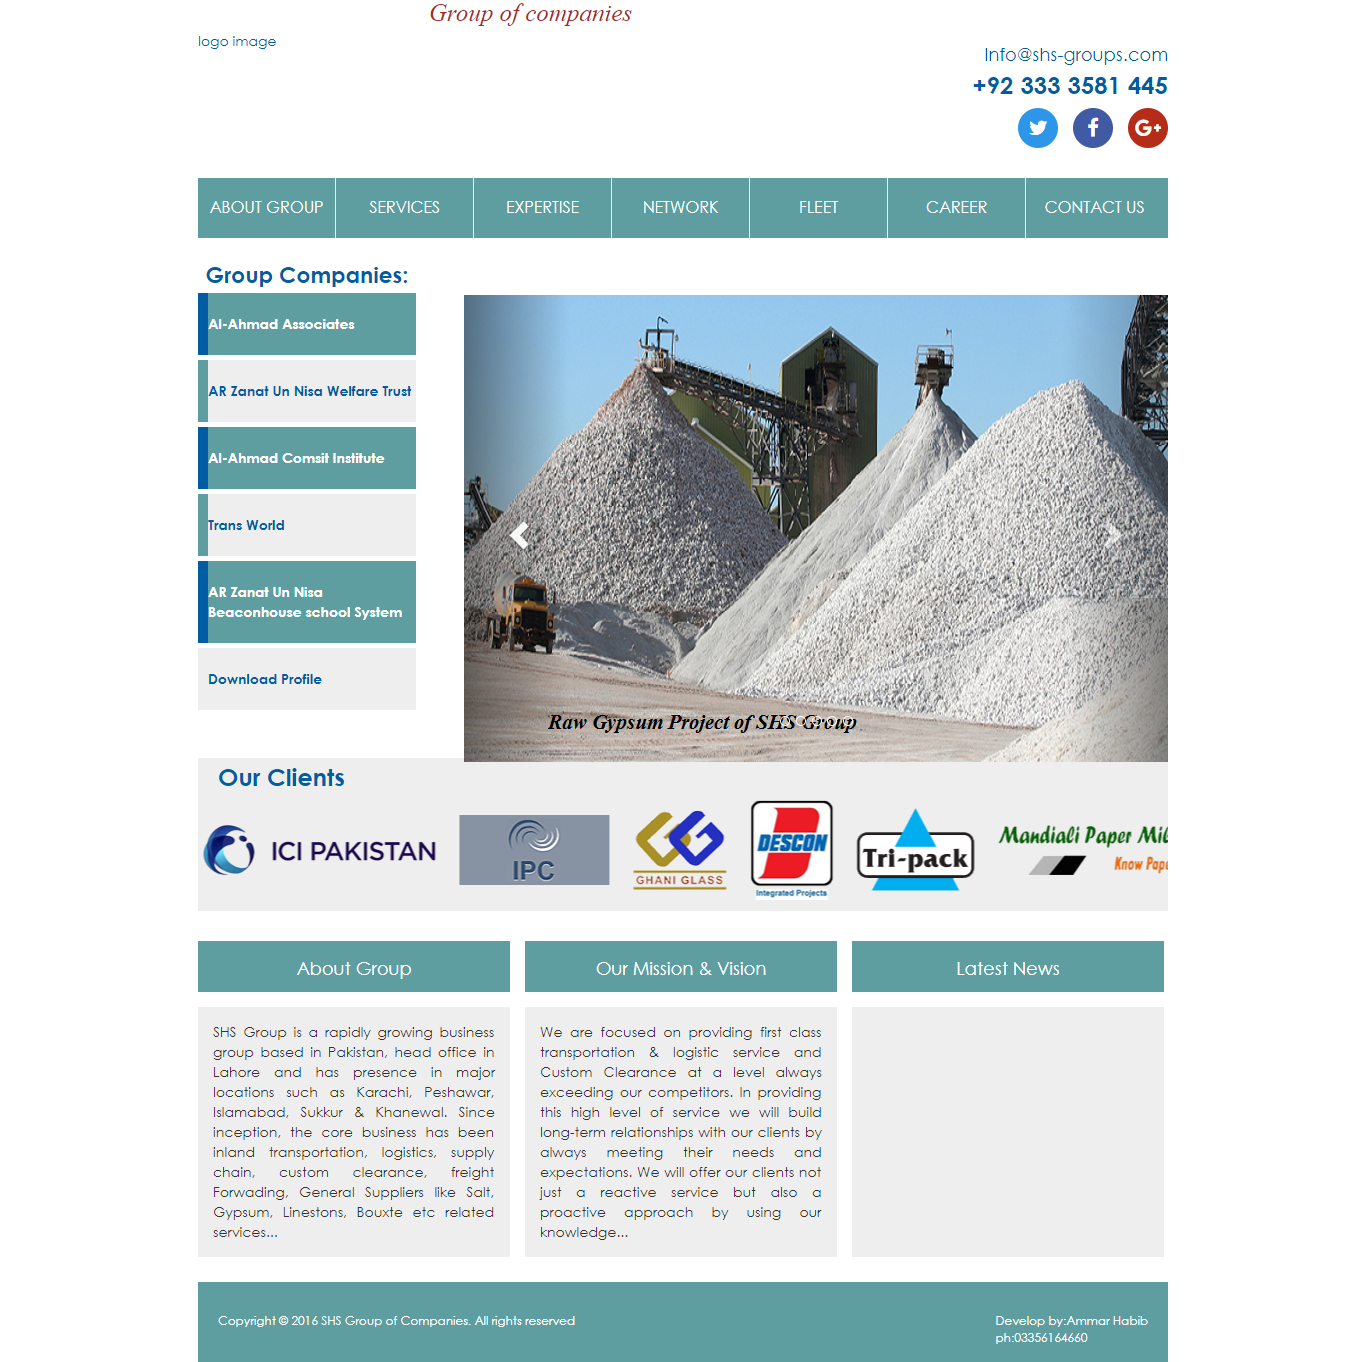 Group of companies
logo image
Info@shs-groups.com
+92 333 3581 445
ABOUT GROUP
SERVICES
EXPERTISE
NETWORK
FLEET
CAREER
CONTACT US
Group Companies:
Al-Ahmad Associates
AR Zanat Un Nisa Welfare Trust
Al-Ahmad Comsit Institute
Trans World
AR Zanat Un Nisa
Beaconhouse school System
Download Profile
Raw Gypsum Project of SHS Group
Our Clients
ICI PAKISTAN
IPC
GHANI GLASS
DESCON
Integrated Projects
Tri-pack
Mandiali Paper Mil
Know Pap
About Group
SHS Group is a rapidly growing business
group based in Pakistan, head office in
Lahore and has presence in major
locations such as Karachi, Peshawar,
Islamabad, Sukkur & Khanewal. Since
inception, the core business has been
inland transportation, logistics, supply
chain, custom clearance, freight
Forwading, General Suppliers like Salt,
Gypsum, Linestons, Bouxte etc related
services...
Our Mission & Vision
We are focused on providing first class
transportation & logistic service and
Custom Clearance at a level always
exceeding our competitors. In providing
this high level of service we will build
long-term relationships with our clients by
always meeting their needs and
expectations. We will offer our clients not
just a reactive service but also a
proactive approach by using our
knowledge...
Latest News
Copyright © 2016 SHS Group of Companies. All rights reserved
Develop by:Ammar Habib
ph:03356164660